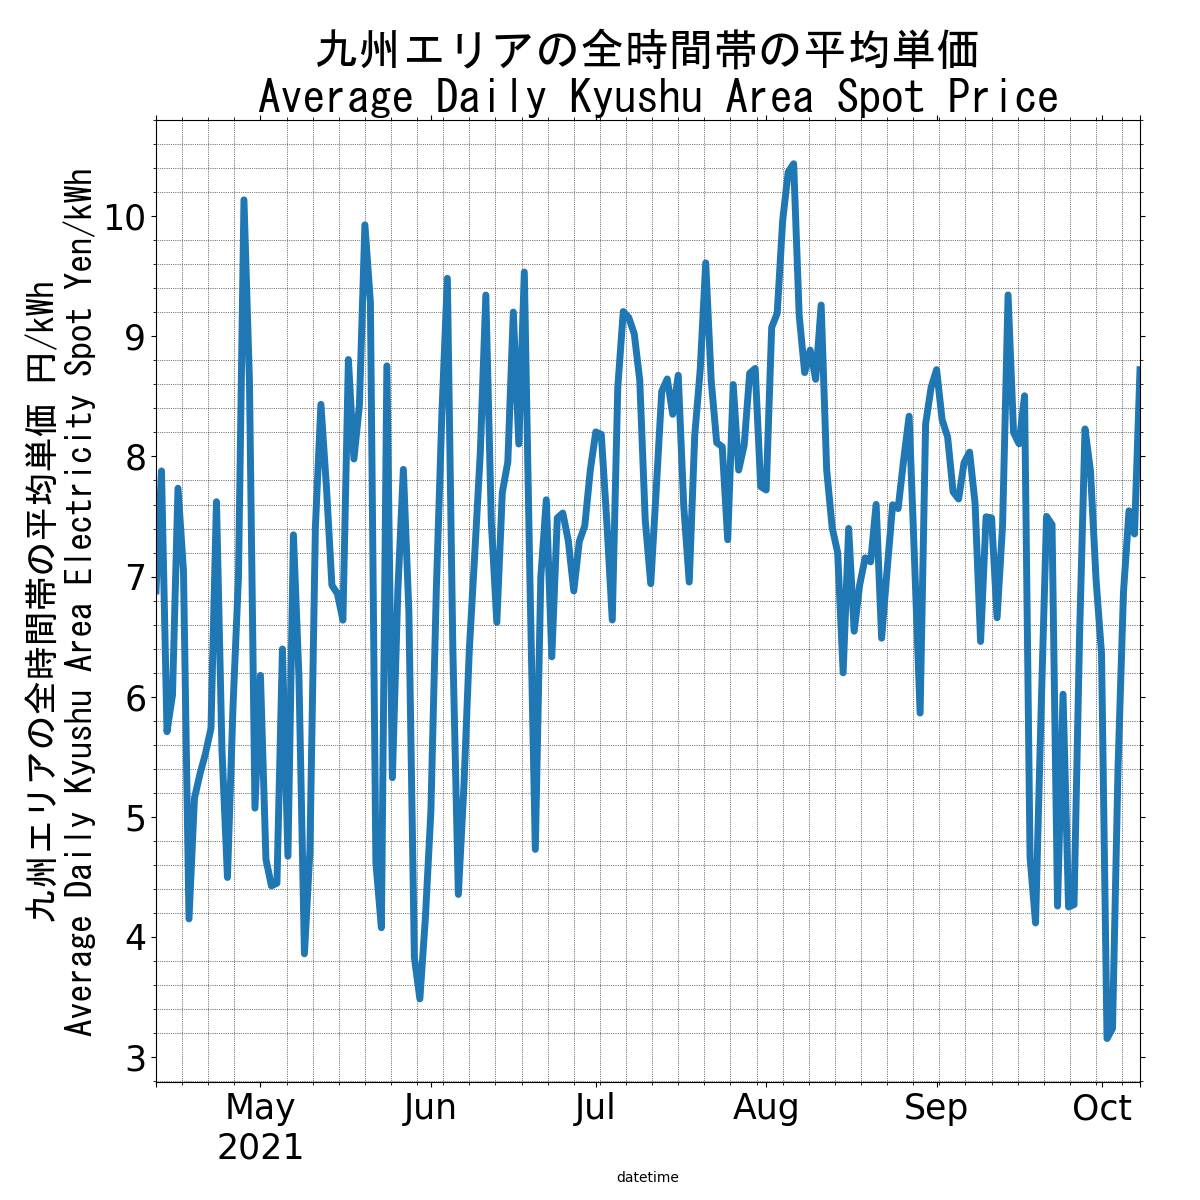 九州エリアの全時間帯の平均単価
Average Daily Kyushu Area Spot Price
九州エリアの全時間帯の平均単価 円/kWh
Average Daily Kyushu Area Electricity Spot Yen/kWh
10
9
8
7
6
5
4
3
May
2021
Jun
Jul
Aug
Sep
Oct
datetime